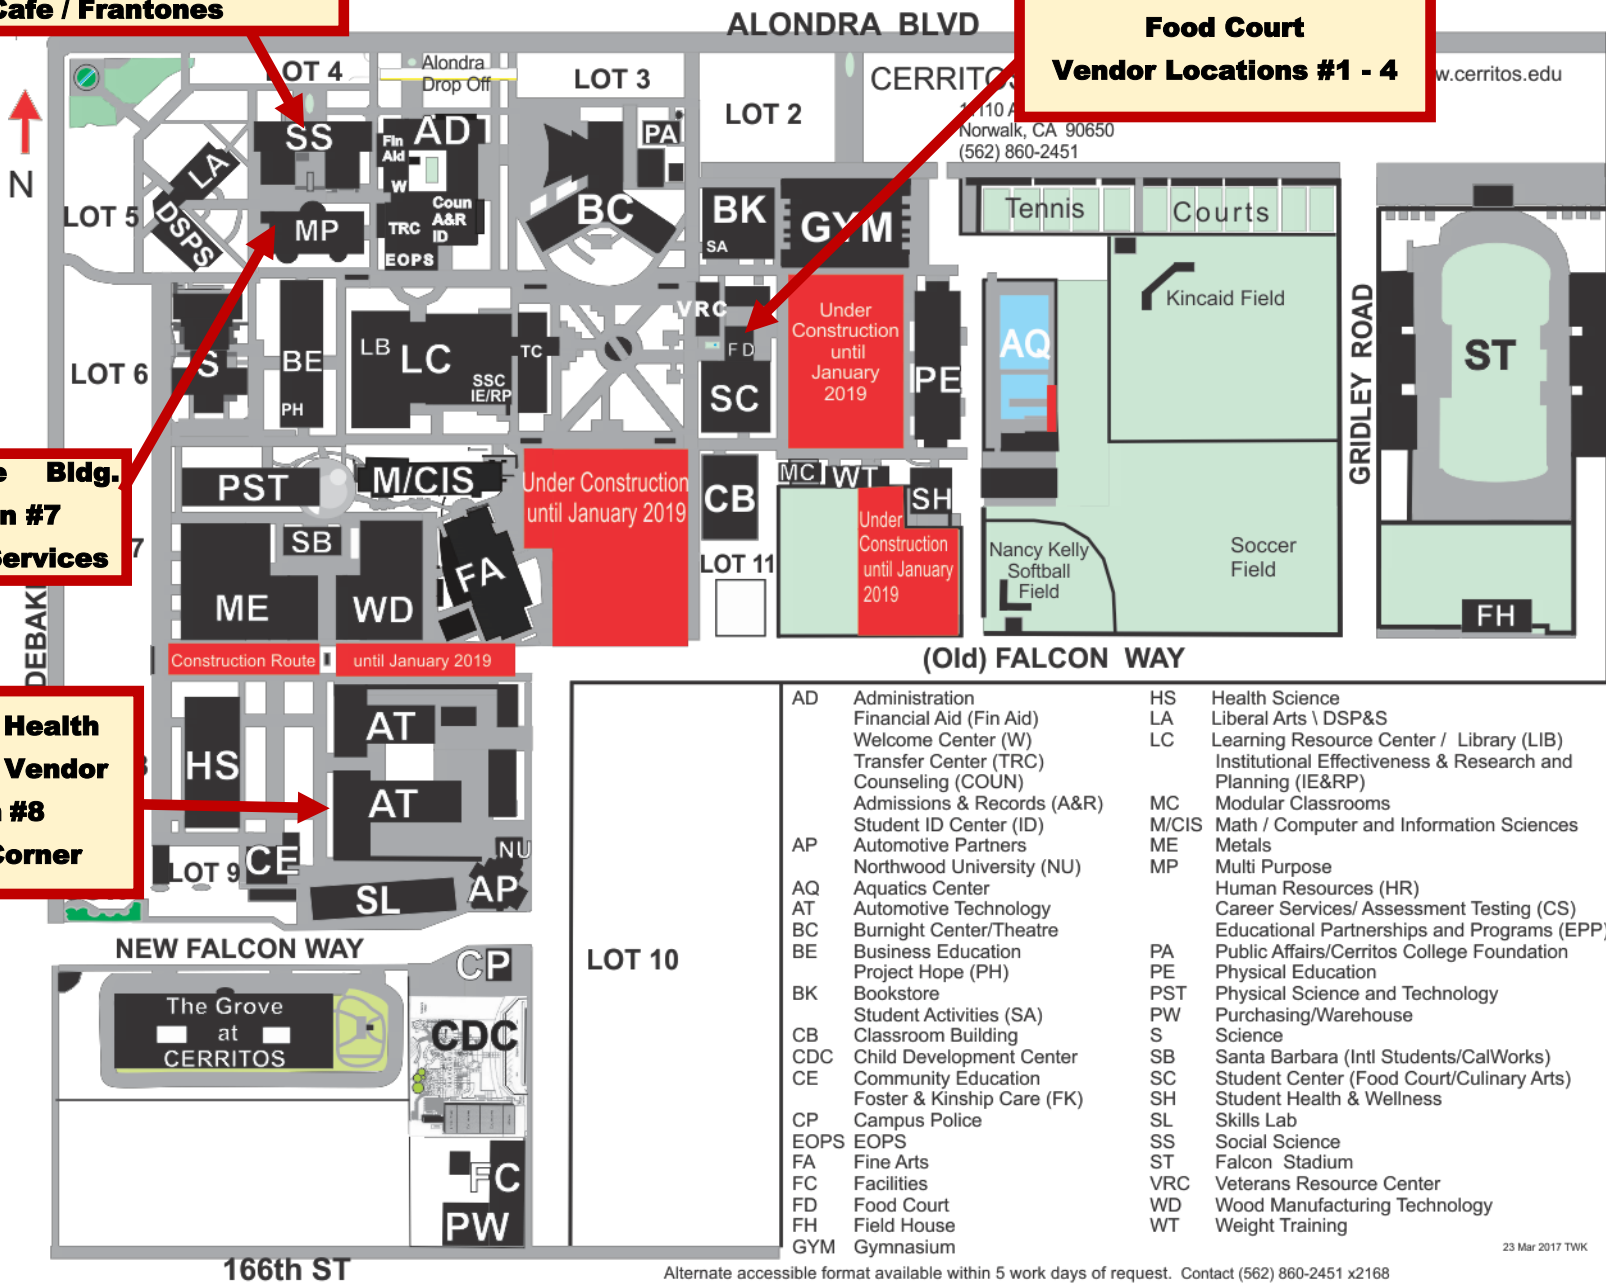 Cafe / Frantones
ALONDRA BLVD
Food Court
Vendor Locations #1 - 4
LOT 4
Alondra
Drop Off
LOT 3
LOT 2
CERRITO
w.cerritos.edu
110 A
Norwalk, CA 90650
(562) 860-2451
N
SS
Fin
Aid
AD
W
PA
LA
LOT 5
DSPS
MP
TRC
Coun
A&R
ID
EOPS
BC
BK
SA
GYM
Tennis Courts
Kincaid Field
GRIDLEY ROAD
ST
VRC
FD
SC
Under
Construction
until
January
2019
PE
AQ
LOT 6
S
BE
PH
LB
LC
SSC
IE/RP
TC
Bldg.
n #7
Services
7
PST
M/CIS
Under Construction
until January 2019
CB
MC
WT
SH
Under
Construction
until January
2019
LOT 11
SB
ME
WD
FA
Nancy Kelly
Softball
Field
Soccer
Field
FH
DEBAK
Construction Route
until January 2019
(Old) FALCON WAY
Health
Vendor
#8
Corner
HS
AT
AT
LOT 9
CE
NU
AP
SL
NEW FALCON WAY
CP
LOT 10
The Grove
at
CERRITOS
CDC
FC
PW
166th ST
AD Administration
Financial Aid (Fin Aid)
Welcome Center (W)
Transfer Center (TRC)
Counseling (COUN)
Admissions & Records (A&R)
Student ID Center (ID)
AP Automotive Partners
Northwood University (NU)
AQ Aquatics Center
AT Automotive Technology
BC Burnight Center/Theatre
BE Business Education
Project Hope (PH)
BK Bookstore
Student Activities (SA)
CB Classroom Building
CDC Child Development Center
CE Community Education
Foster & Kinship Care (FK)
CP Campus Police
EOPS EOPS
FA Fine Arts
FC Facilities
FD Food Court
FH Field House
GYM Gymnasium
HS Health Science
LA Liberal Arts \ DSP&S
LC Learning Resource Center / Library (LIB)
Institutional Effectiveness & Research and
Planning (IE&RP)
MC Modular Classrooms
M/CIS Math / Computer and Information Sciences
ME Metals
MP Multi Purpose
Human Resources (HR)
Career Services/ Assessment Testing (CS)
Educational Partnerships and Programs (EPP)
PA Public Affairs/Cerritos College Foundation
PE Physical Education
PST Physical Science and Technology
PW Purchasing/Warehouse
S Science
SB Santa Barbara (Intl Students/CalWorks)
SC Student Center (Food Court/Culinary Arts)
SH Student Health & Wellness
SL Skills Lab
SS Social Science
ST Falcon Stadium
VRC Veterans Resource Center
WD Wood Manufacturing Technology
WT Weight Training
23 Mar 2017 TWK
Alternate accessible format available within 5 work days of request. Contact (562) 860-2451 x2168